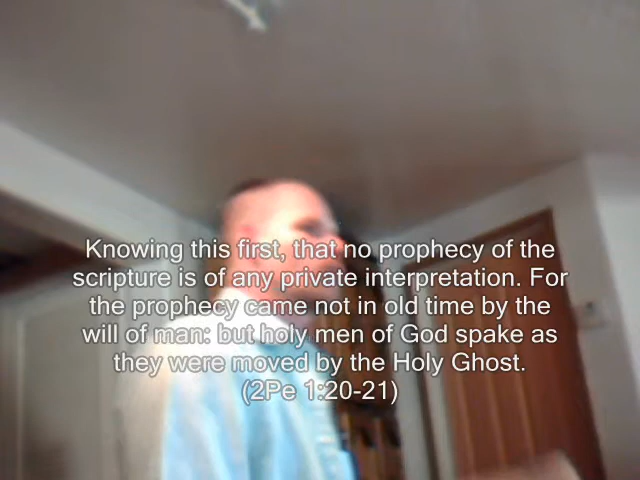 Knowing this first, that no prophecy of the
scripture is of any private interpretation. For
the prophecy came not in old time by the
will of man: but holy men of God spake as
they were moved by the Holy Ghost.
(2Pe 1:20-21)